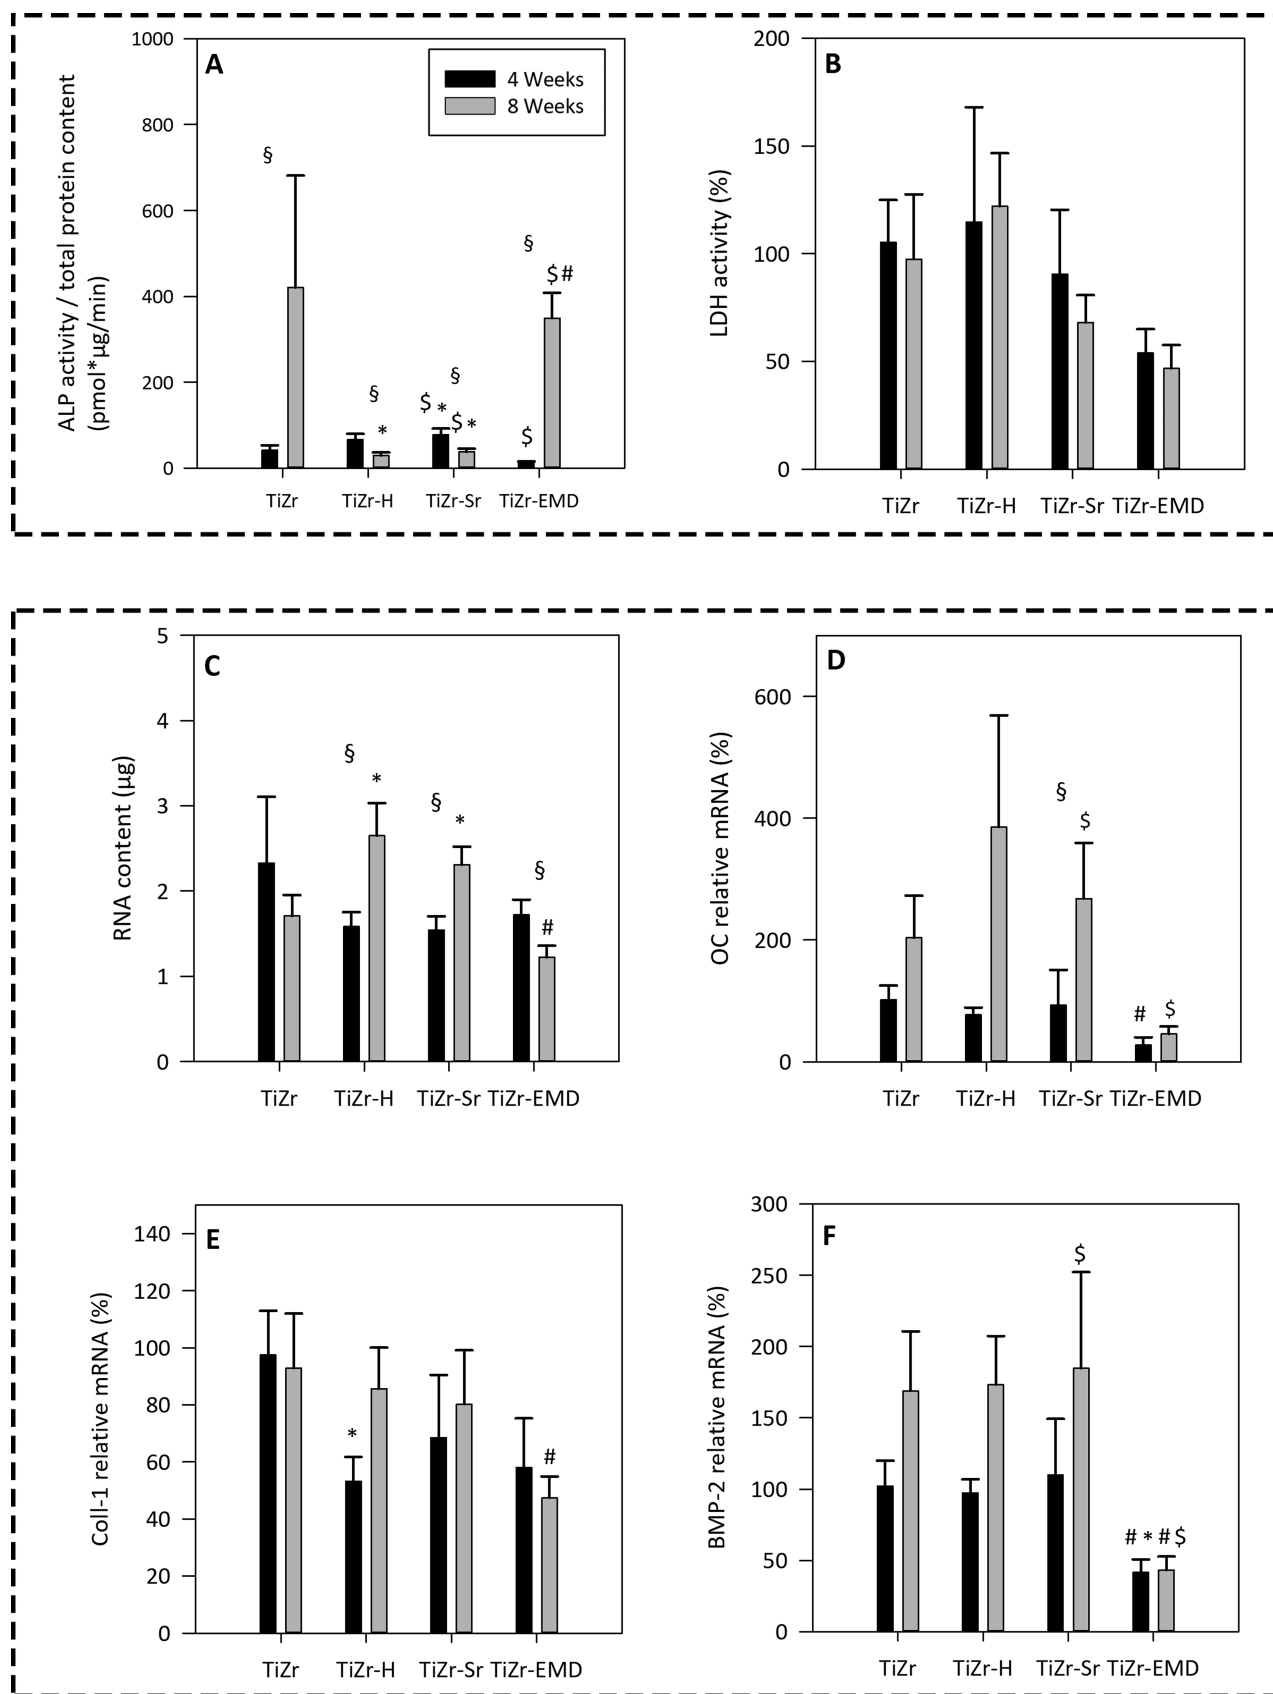 A
1000
800
600
400
200
0
ALP activity / total protein content
(pmol*µg/min)
4 Weeks
8 Weeks
§
§
*
§
$ *
$ *
§
$ #
$
TiZr
TiZr-H
TiZr-Sr
TiZr-EMD
B
200
150
100
50
0
LDH activity (%)
TiZr
TiZr-H
TiZr-Sr
TiZr-EMD
C
5
4
3
2
1
0
RNA content (µg)
§
*
§
*
§
#
TiZr
TiZr-H
TiZr-Sr
TiZr-EMD
D
600
400
200
0
OC relative mRNA (%)
§
$
#
$
TiZr
TiZr-H
TiZr-Sr
TiZr-EMD
E
140
120
100
80
60
40
20
0
Coll-1 relative mRNA (%)
*
#
TiZr
TiZr-H
TiZr-Sr
TiZr-EMD
F
300
250
200
150
100
50
0
BMP-2 relative mRNA (%)
$
# * # $
TiZr
TiZr-H
TiZr-Sr
TiZr-EMD